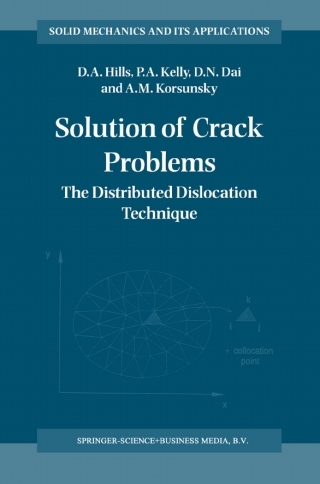 SOLID MECHANICS AND ITS APPLICATIONS
D.A. Hills, P.A. Kelly, D.N. Dai
and A.M. Korsunsky
Solution of Crack
Problems
The Distributed Dislocation
Technique
y
k
+ collocation
point
x
SPRINGER-SCIENCE+BUSINESS MEDIA, B.V.